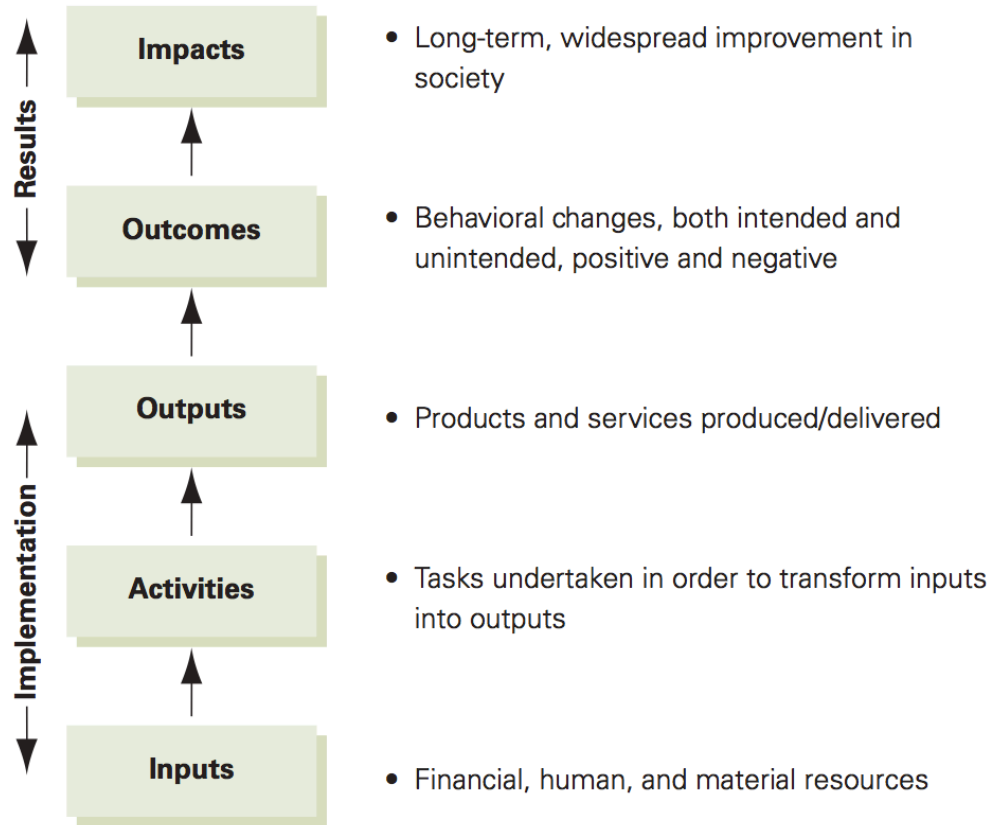 Impacts
• Long-term, widespread improvement in
society
Results
Outcomes
• Behavioral changes, both intended and
unintended, positive and negative
Outputs
• Products and services produced/delivered
Implementation
Activities
• Tasks undertaken in order to transform inputs
into outputs
Inputs
• Financial, human, and material resources